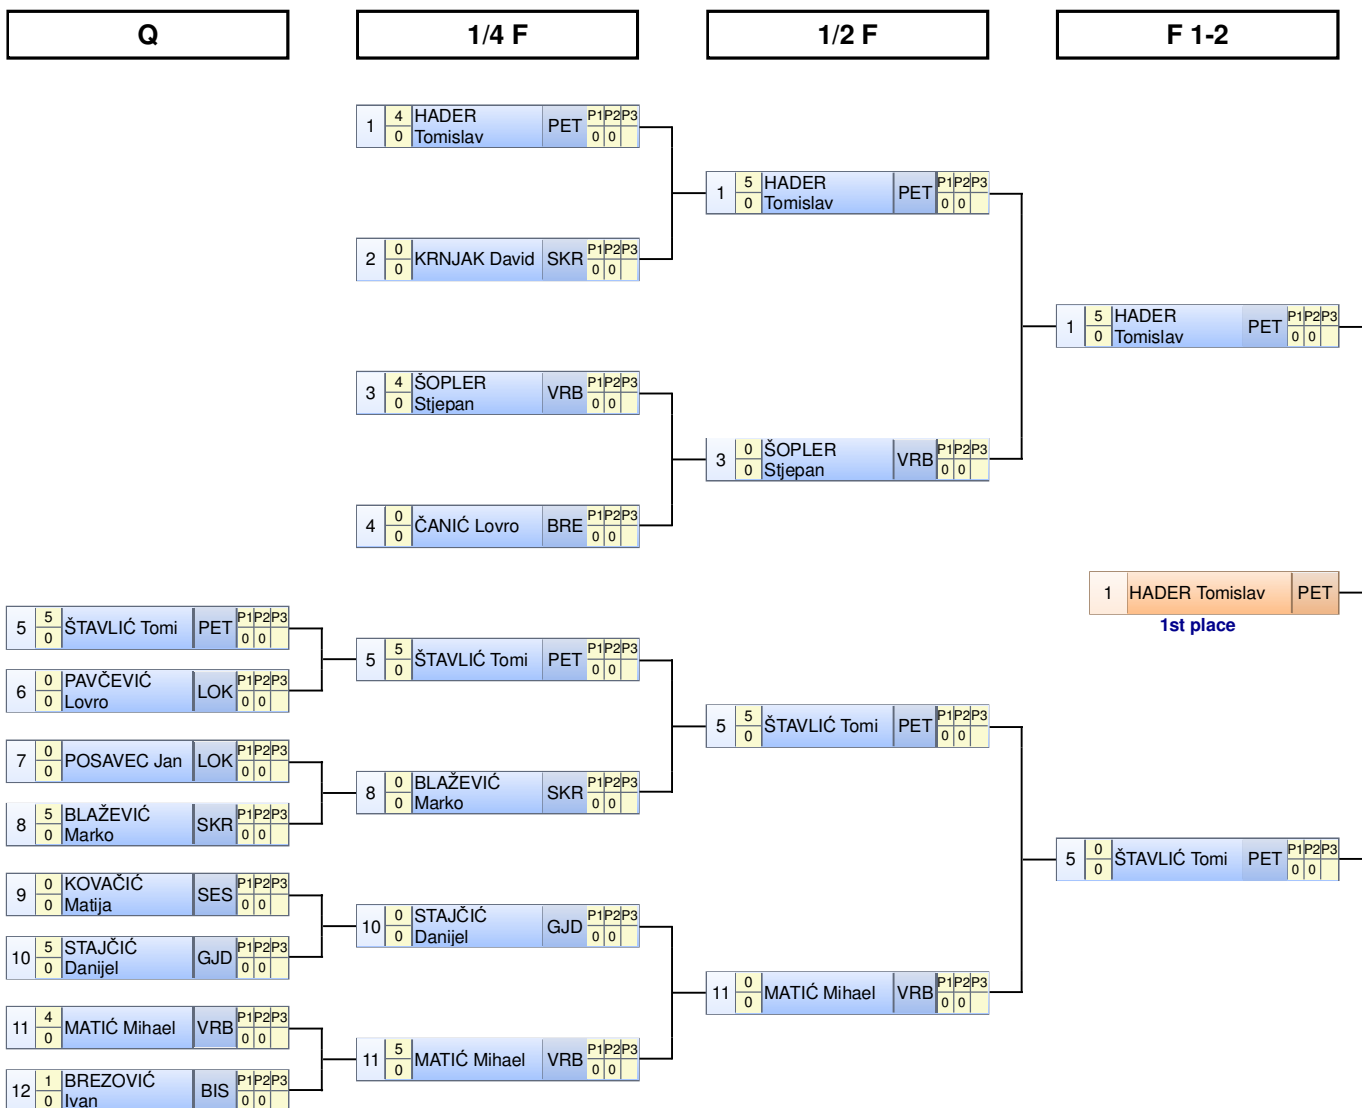 Q
1/4 F
1/2 F
F 1-2
1 4 HADER PET P1 P2 P3
0 Tomislav 0 0
1 5 HADER PET P1 P2 P3
0 Tomislav 0 0
2 0 KRNJAK David SKR P1 P2 P3
0 0 0
1 5 HADER PET P1 P2 P3
0 Tomislav 0 0
3 4 ŠOPLER VRB P1 P2 P3
0 Stjepan 0 0
3 0 ŠOPLER VRB P1 P2 P3
0 Stjepan 0 0
4 0 ČANIĆ Lovro BRE P1 P2 P3
0 0 0
1 HADER Tomislav PET
1st place
5 5 ŠTAVLIĆ Tomi PET P1 P2 P3
0 0 0
5 5 ŠTAVLIĆ Tomi PET P1 P2 P3
0 0 0
6 0 PAVČEVIĆ LOK P1 P2 P3
0 Lovro 0 0
5 5 ŠTAVLIĆ Tomi PET P1 P2 P3
0 0 0
7 0 POSAVEC Jan LOK P1 P2 P3
0 0 0
8 0 BLAŽEVIĆ SKR P1 P2 P3
0 Marko 0 0
8 5 BLAŽEVIĆ SKR P1 P2 P3
0 Marko 0 0
5 0 ŠTAVLIĆ Tomi PET P1 P2 P3
0 0 0
9 0 KOVAČIĆ SES P1 P2 P3
0 Matija 0 0
10 0 STAJČIĆ GJD P1 P2 P3
0 Danijel 0 0
10 5 STAJČIĆ GJD P1 P2 P3
0 Danijel 0 0
11 0 MATIĆ Mihael VRB P1 P2 P3
0 0 0
11 4 MATIĆ Mihael VRB P1 P2 P3
0 0 0
11 5 MATIĆ Mihael VRB P1 P2 P3
0 0 0
12 1 BREZOVIĆ BIS P1 P2 P3
0 Ivan 0 0